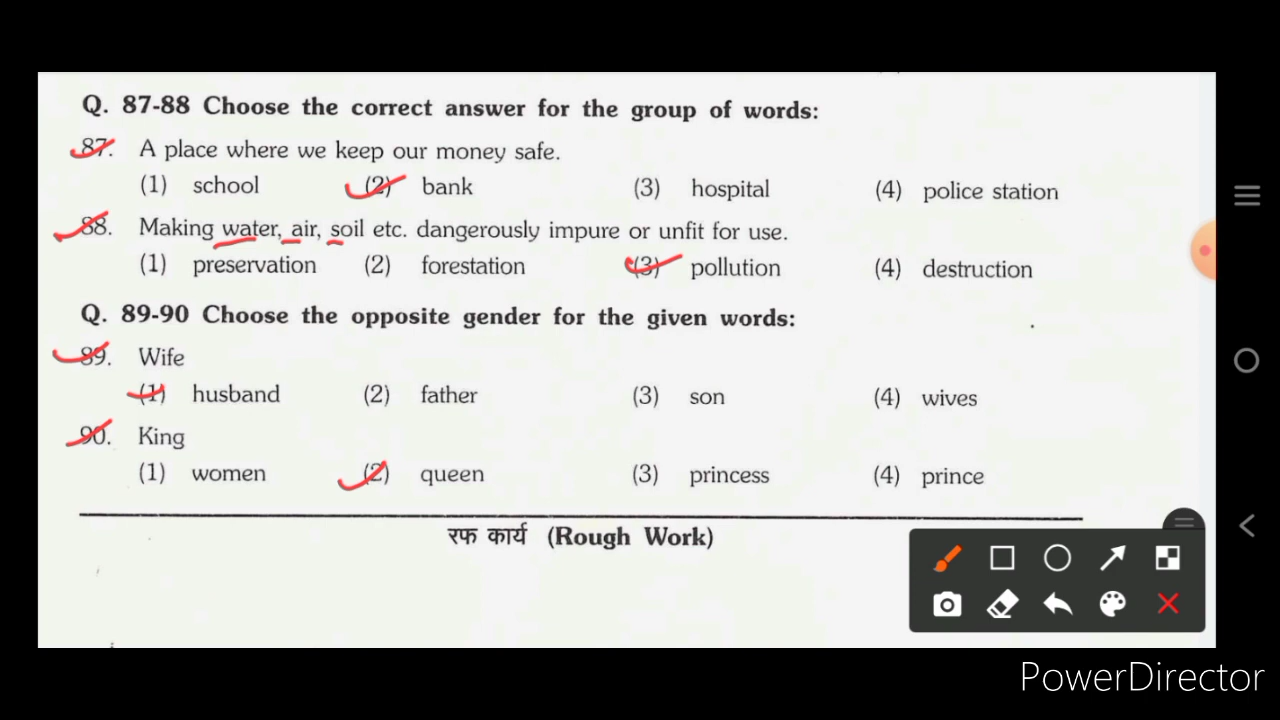 Q. 87-88 Choose the correct answer for the group of words:
87. A place where we keep our money safe.
(1) school (2) bank (3) hospital (4) police station
88. Making water, air, soil etc. dangerously impure or unfit for use.
(1) preservation (2) forestation (3) pollution (4) destruction
Q. 89-90 Choose the opposite gender for the given words:
89. Wife
(1) husband (2) father (3) son (4) wives
90. King
(1) women (2) queen (3) princess (4) prince
रफ कार्य (Rough Work)
PowerDirector